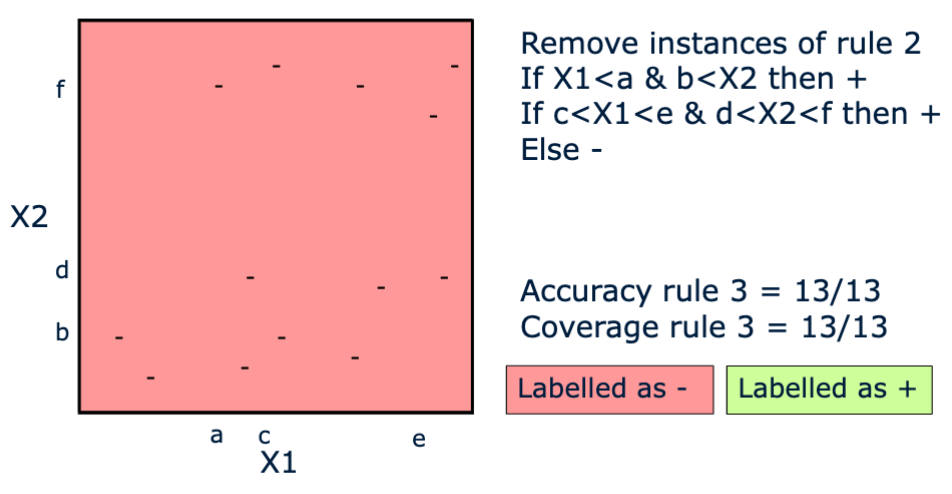 Remove instances of rule 2
If X1<a & b<X2 then +
If c<X1<e & d<X2<f then +
Else -
f
X2
d
b
a c e
X1
Accuracy rule 3 = 13/13
Coverage rule 3 = 13/13
Labelled as - Labelled as +